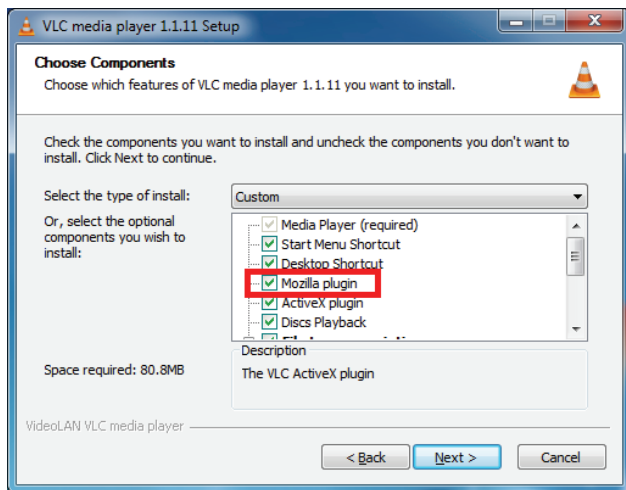 VLC media player 1.1.11 Setup
Choose Components
Choose which features of VLC media player 1.1.11 you want to install.
Check the components you want to install and uncheck the components you don't want to
install. Click Next to continue.
Select the type of install:
Custom
Or, select the optional
components you wish to
install:
Media Player (required)
Start Menu Shortcut
Desktop Shortcut
Mozilla plugin
ActiveX plugin
Discs Playback
Description
Space required: 80.8MB
The VLC ActiveX plugin
VideoLAN VLC media player
< Back
Next >
Cancel